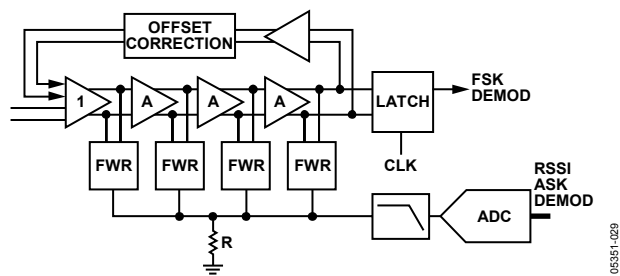 OFFSET
CORRECTION
1
A
A
A
LATCH
FSK
DEMOD
CLK
FWR
FWR
FWR
FWR
R
ADC
RSSI
ASK
DEMOD
05351-029